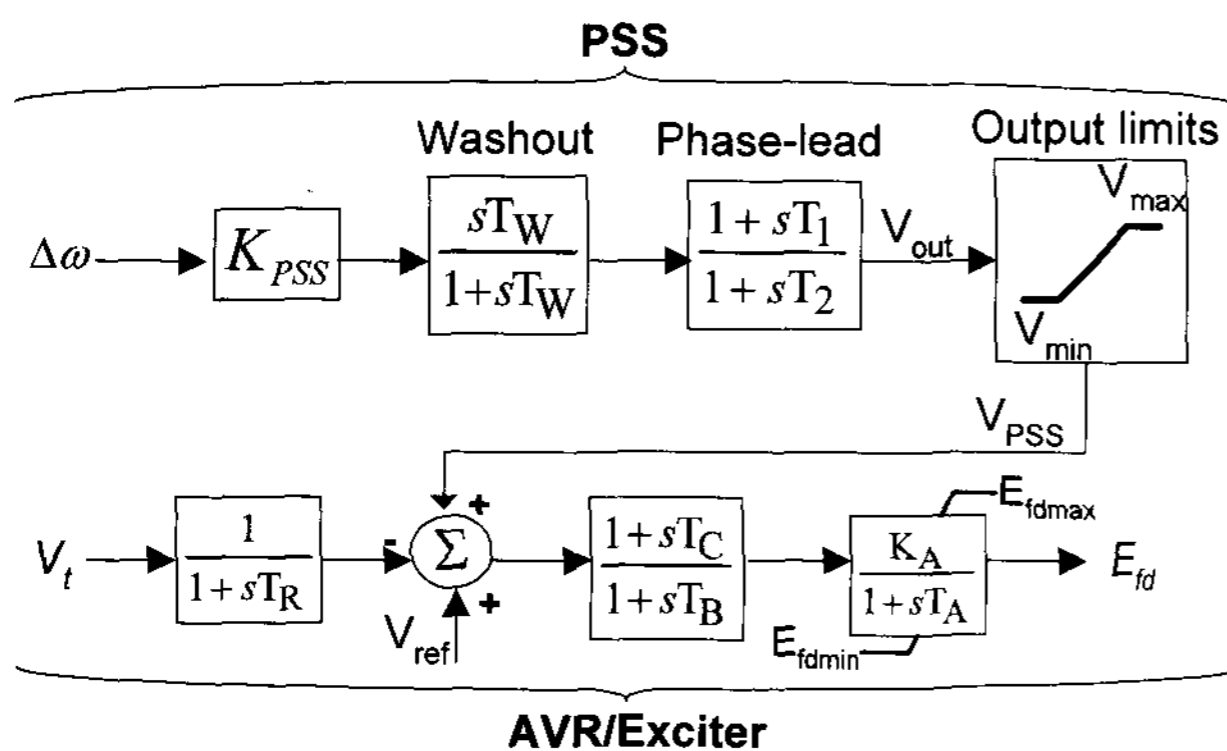 PSS
Washout
Phase-lead
Output limits
Δω
K_PSS
sT_W
1+sT_W
1 + sT_1
1 + sT_2
V_out
V_max
V_min
V_PSS
V_t
1
1+sT_R
-
Σ
+
+
V_ref
1+sT_C
1+sT_B
K_A
1+sT_A
E_fdmax
E_fdmin
E_fd
AVR/Exciter